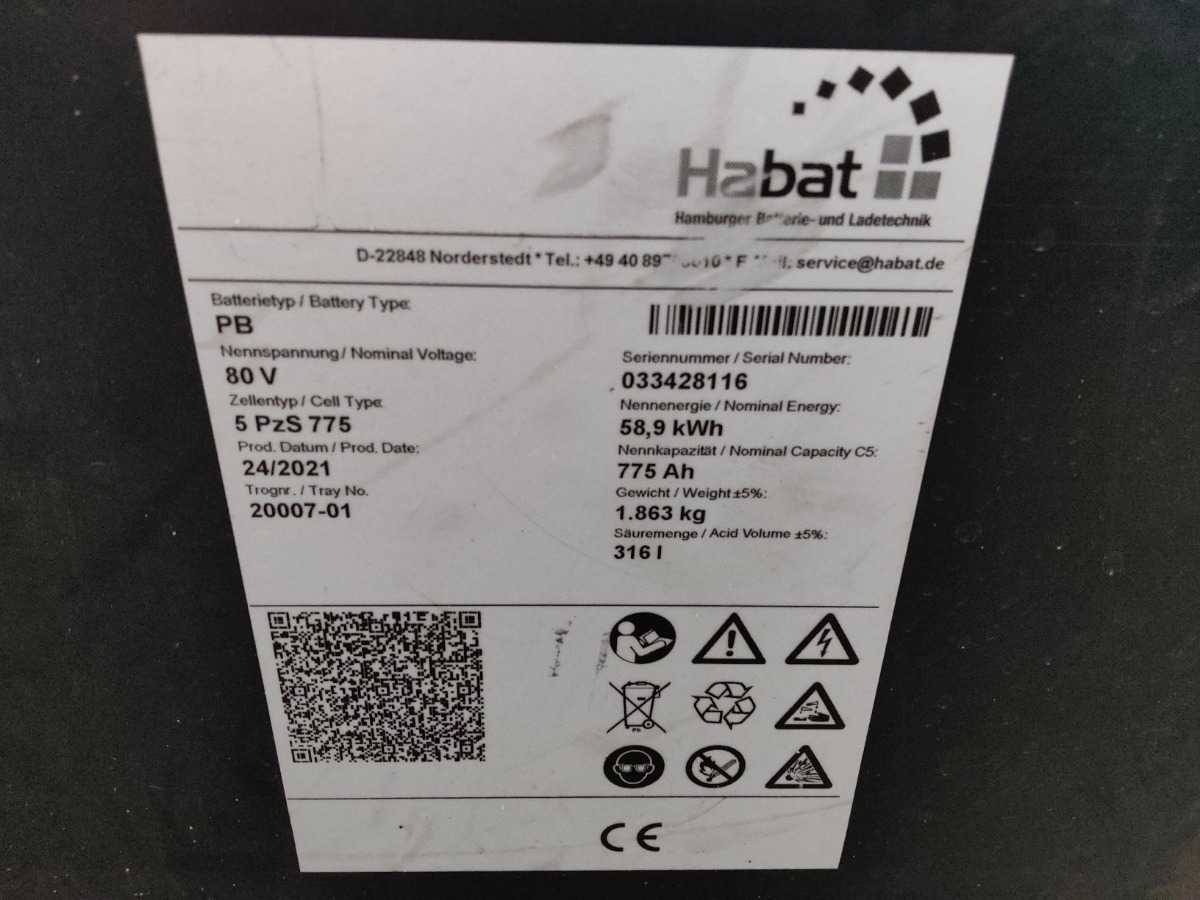 Habat
Hamburger Batterie- und Ladetechnik
D-22848 Norderstedt * Tel.: +49 40 * service@habat.de
Batterietyp / Battery Type:
PB
Nennspannung / Nominal Voltage:
80 V
Zellentyp / Cell Type:
5 PzS 775
Prod. Datum / Prod. Date:
24/2021
Trognr. / Tray No.
20007-01
Seriennummer / Serial Number:
033428116
Nennenergie / Nominal Energy:
58,9 kWh
Nennkapazität / Nominal Capacity C5:
775 Ah
Gewicht / Weight ±5%:
1.863 kg
Säuremenge / Acid Volume ±5%:
316 l
Pb
CE